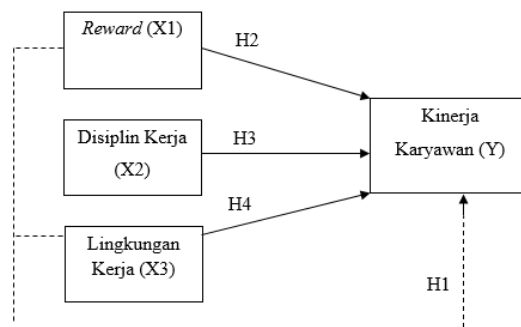 Reward (X1)
H2
Kinerja
Karyawan (Y)
Disiplin Kerja
(X2)
H3
H4
Lingkungan
Kerja (X3)
H1